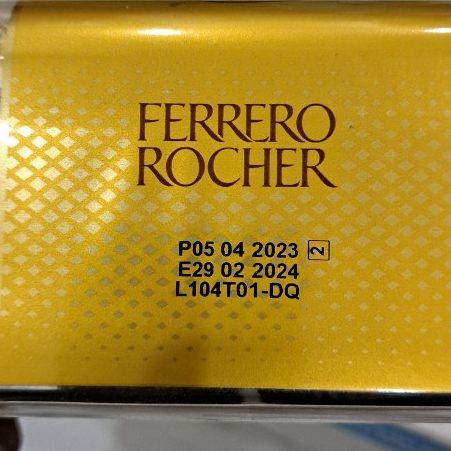 FERRERO
ROCHER
P05 04 2023 2
E29 02 2024
L104T01-DQ